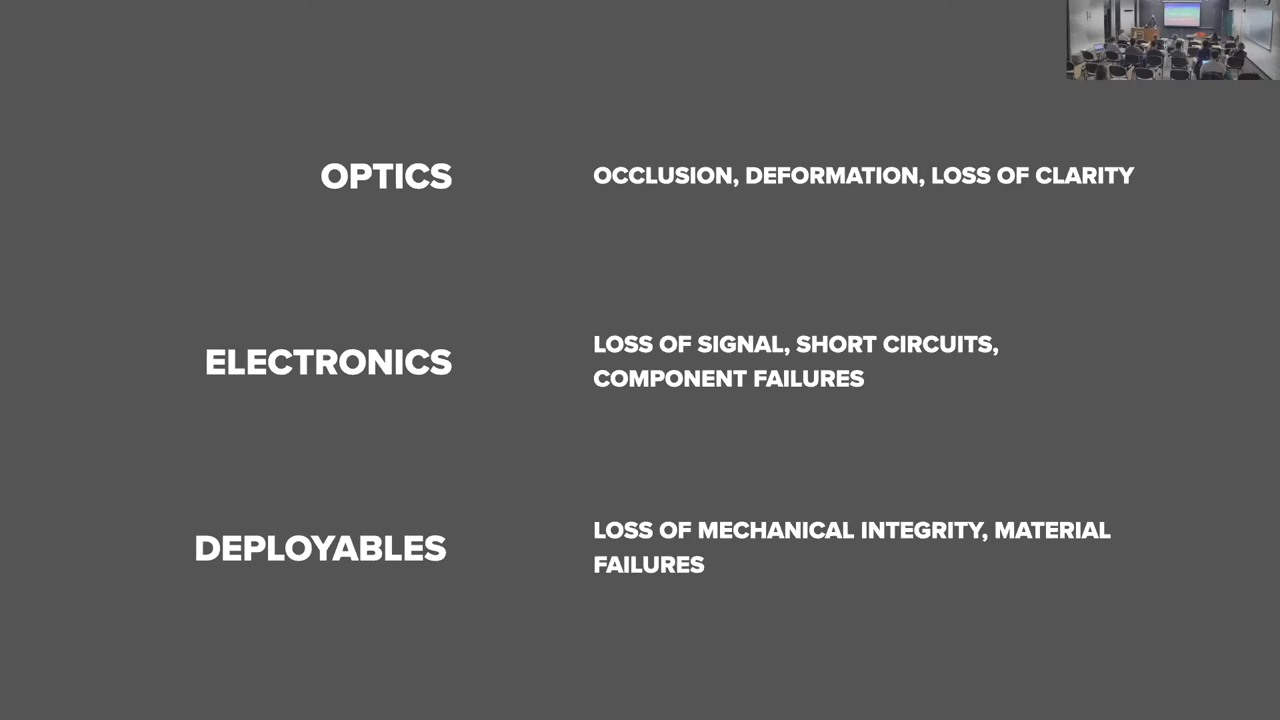 OPTICS
OCCLUSION, DEFORMATION, LOSS OF CLARITY
ELECTRONICS
LOSS OF SIGNAL, SHORT CIRCUITS,
COMPONENT FAILURES
DEPLOYABLES
LOSS OF MECHANICAL INTEGRITY, MATERIAL
FAILURES